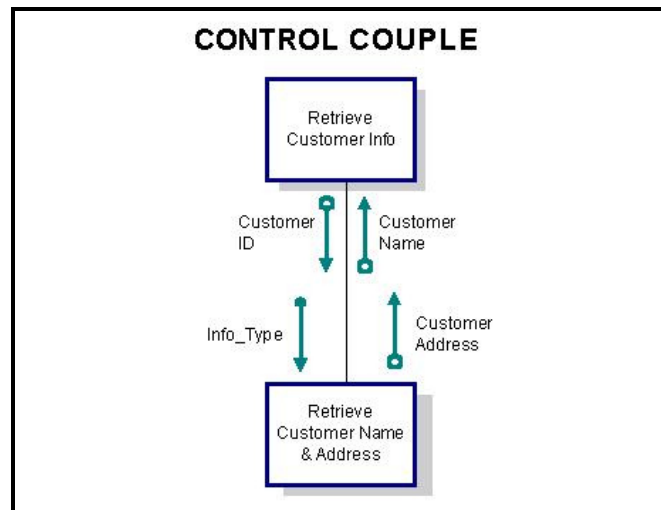 CONTROL COUPLE
Retrieve
Customer Info
Customer
ID
Customer
Name
Info_Type
Customer
Address
Retrieve
Customer Name
& Address